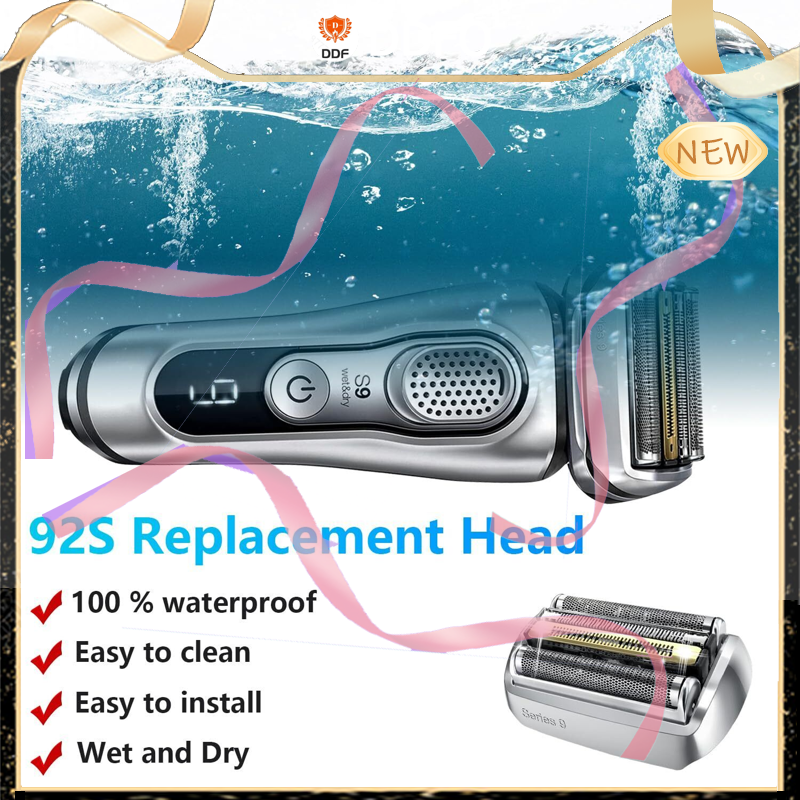 DDF
NEW
S9
wet&dry
92S Replacement Head
100 % waterproof
Easy to clean
Easy to install
Wet and Dry
Series 9